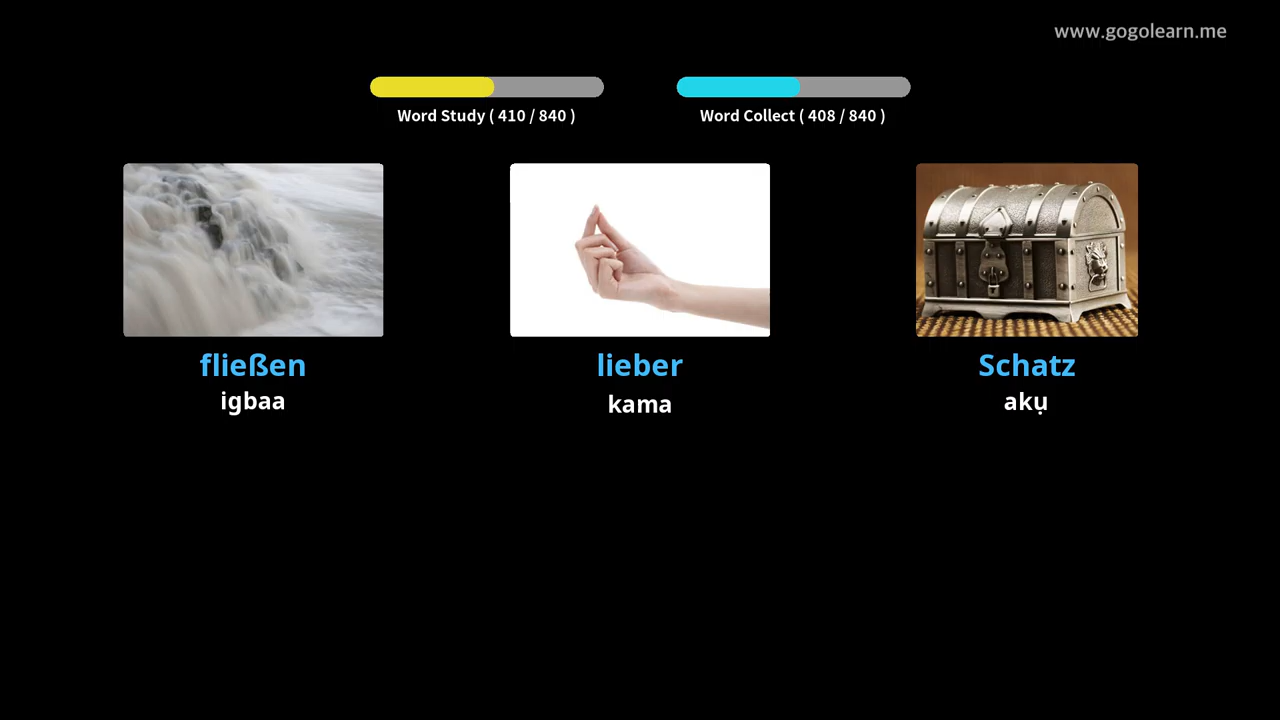 www.gogolearn.me
Word Study ( 410 / 840 )
Word Collect ( 408 / 840 )
fließen
igbaa
lieber
kama
Schatz
akụ